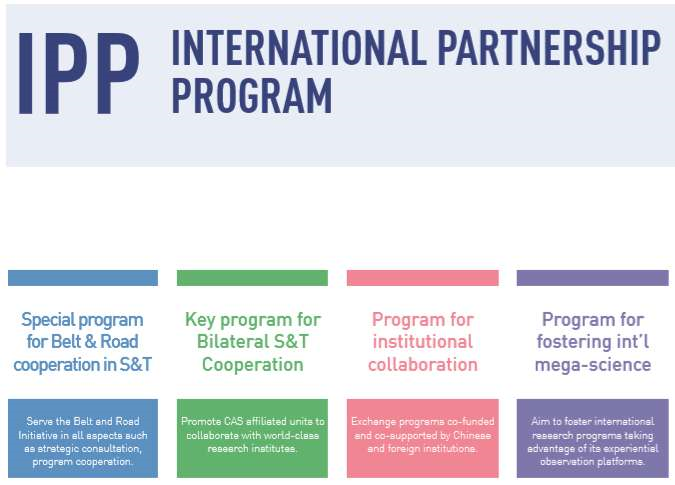 IPP
INTERNATIONAL PARTNERSHIP
PROGRAM
Special program
for Belt & Road
cooperation in S&T
Serve the Belt and Road
Initiative in all aspects such
as strategic consultation,
program cooperation.
Key program for
Bilateral S&T
Cooperation
Promote CAS affiliated units to
collaborate with world-class
research institutes.
Program for
institutional
collaboration
Exchange programs co-funded
and co-supported by Chinese
and foreign institutions.
Program for
fostering int'l
mega-science
Aim to foster international
research programs taking
advantage of its experiential
observation platforms.